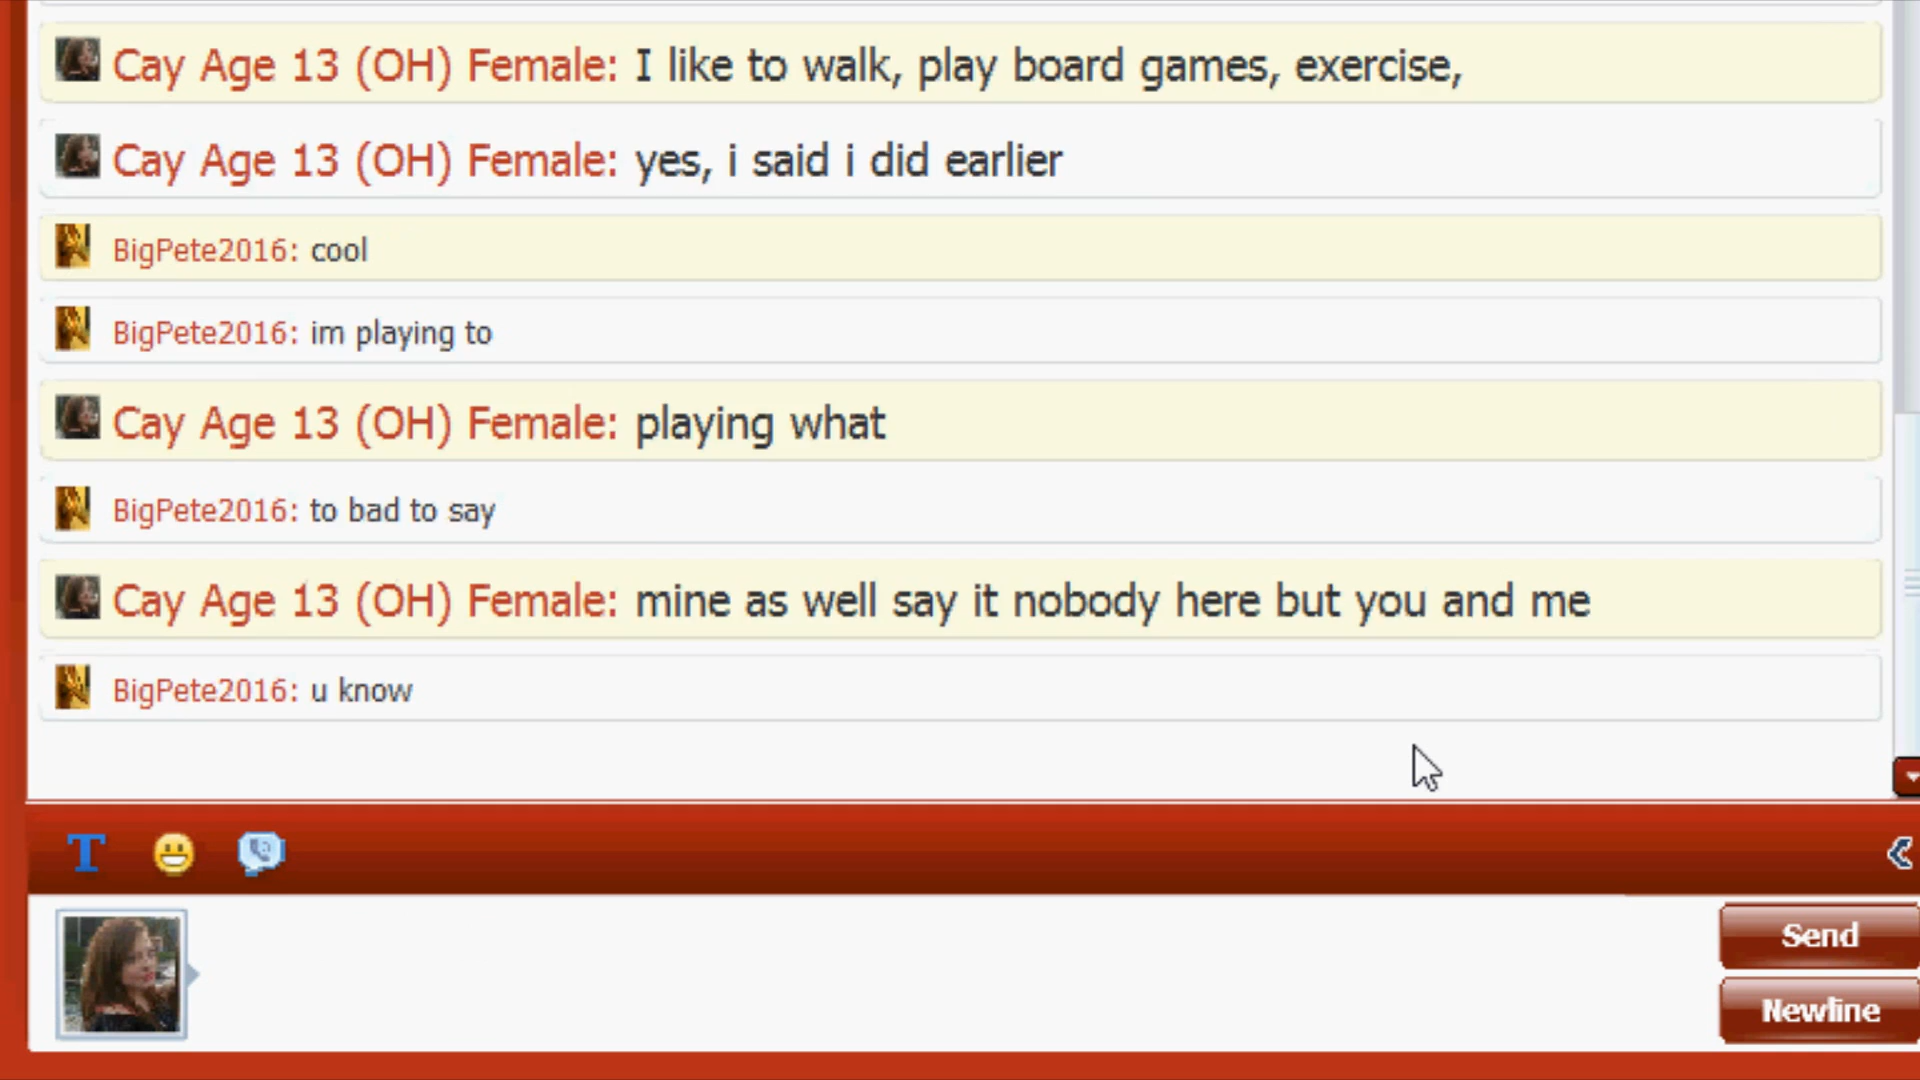 Cay Age 13 (OH) Female: I like to walk, play board games, exercise,
Cay Age 13 (OH) Female: yes, i said i did earlier
BigPete2016: cool
BigPete2016: im playing to
Cay Age 13 (OH) Female: playing what
BigPete2016: to bad to say
Cay Age 13 (OH) Female: mine as well say it nobody here but you and me
BigPete2016: u know
T
Send
Newline